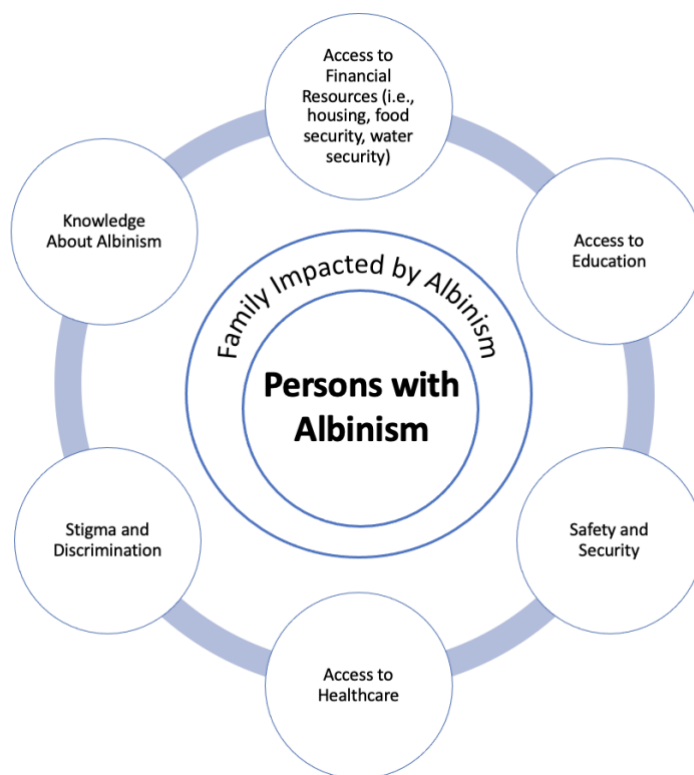 Access to
Financial
Resources (i.e.,
housing, food
security, water
security)
Knowledge
About Albinism
Access to
Education
Family Impacted by Albinism
Persons with
Albinism
Stigma and
Discrimination
Safety and
Security
Access to
Healthcare